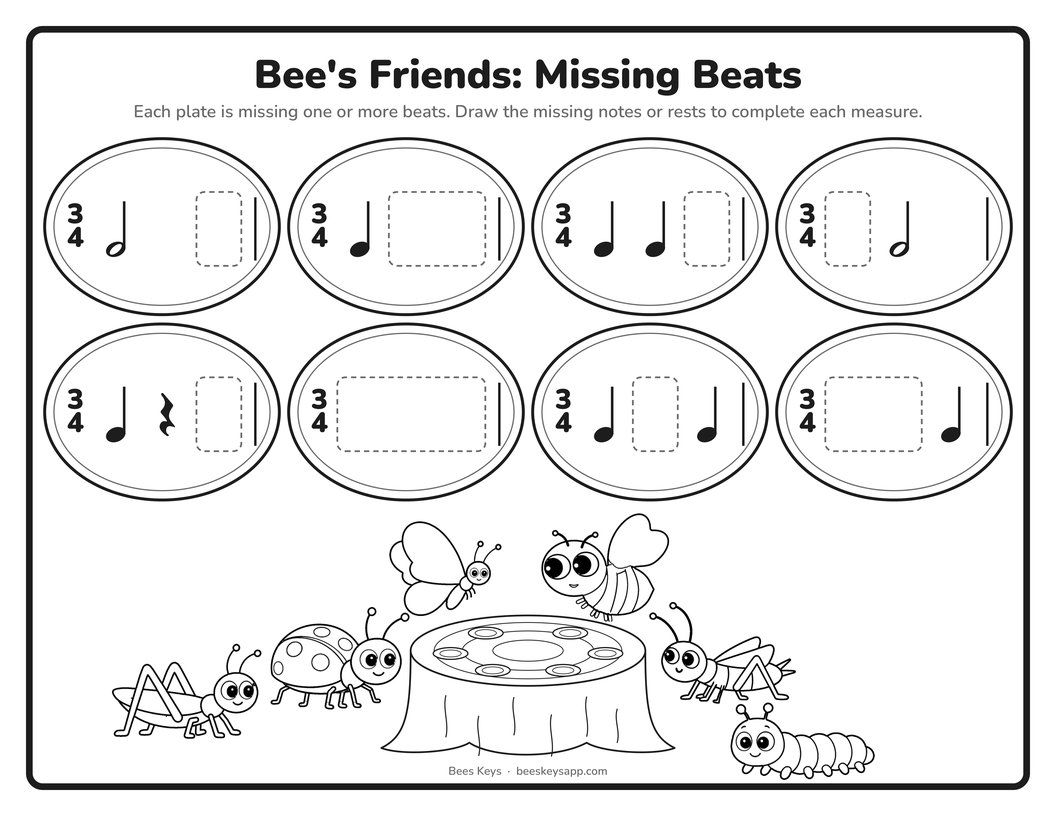 Bee's Friends: Missing Beats
Each plate is missing one or more beats. Draw the missing notes or rests to complete each measure.
3 3 3 3
4 4 4 4
3 3 3 3
4 4 4 4
Bees Keys · beeskeysapp.com